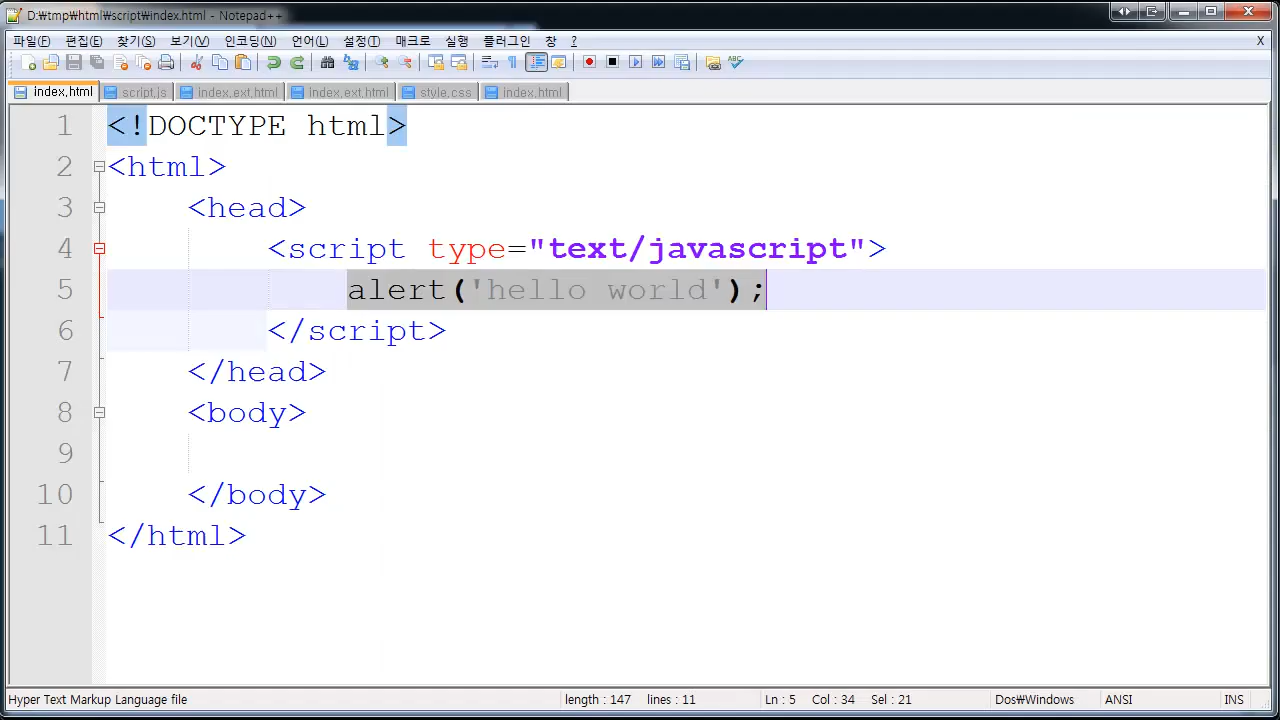 D:₩tmp₩html₩script₩index.html - Notepad++
파일(F) 편집(E) 찾기(S) 보기(V) 인코딩(N) 언어(L) 설정(T) 매크로 실행 플러그인 창 ? X
index.html script.js index.ext.html index.ext.html style.css index.html
1 <!DOCTYPE html>
2 <html>
3 <head>
4 <script type="text/javascript">
5 alert('hello world');
6 </script>
7 </head>
8 <body>
9
10 </body>
11 </html>
Hyper Text Markup Language file length : 147 lines : 11 Ln : 5 Col : 34 Sel : 21 Dos₩Windows ANSI INS